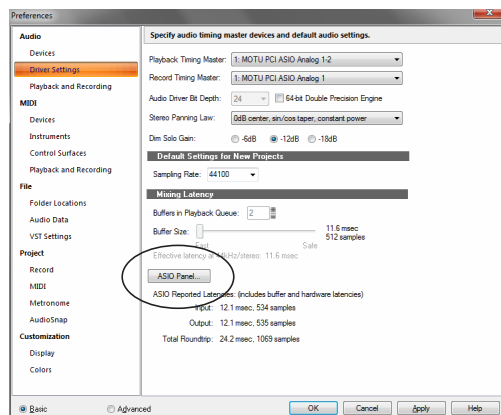 Preferences
Audio
Devices
Driver Settings
Playback and Recording
MIDI
Devices
Instruments
Control Surfaces
Playback and Recording
File
Folder Locations
Audio Data
VST Settings
Project
Record
MIDI
Metronome
AudioSnap
Customization
Display
Colors
Specify audio timing master devices and default audio settings.
Playback Timing Master: 1: MOTU PCI ASIO Analog 1-2
Record Timing Master: 1: MOTU PCI ASIO Analog 1
Audio Driver Bit Depth: 24 64-bit Double Precision Engine
Stereo Panning Law: 0dB center, sin/cos taper, constant power
Dim Solo Gain: -6dB -12dB -18dB
Default Settings for New Projects
Sampling Rate: 44100
Mixing Latency
Buffers in Playback Queue: 2
Buffer Size: 11.6 msec
512 samples
Fast Safe
Effective latency at 44kHz/stereo: 11.6 msec
ASIO Panel...
ASIO Reported Latencies: (includes buffer and hardware latencies)
Input: 12.1 msec, 534 samples
Output: 12.1 msec, 535 samples
Total Roundtrip: 24.2 msec, 1069 samples
Basic Advanced OK Cancel Apply Help